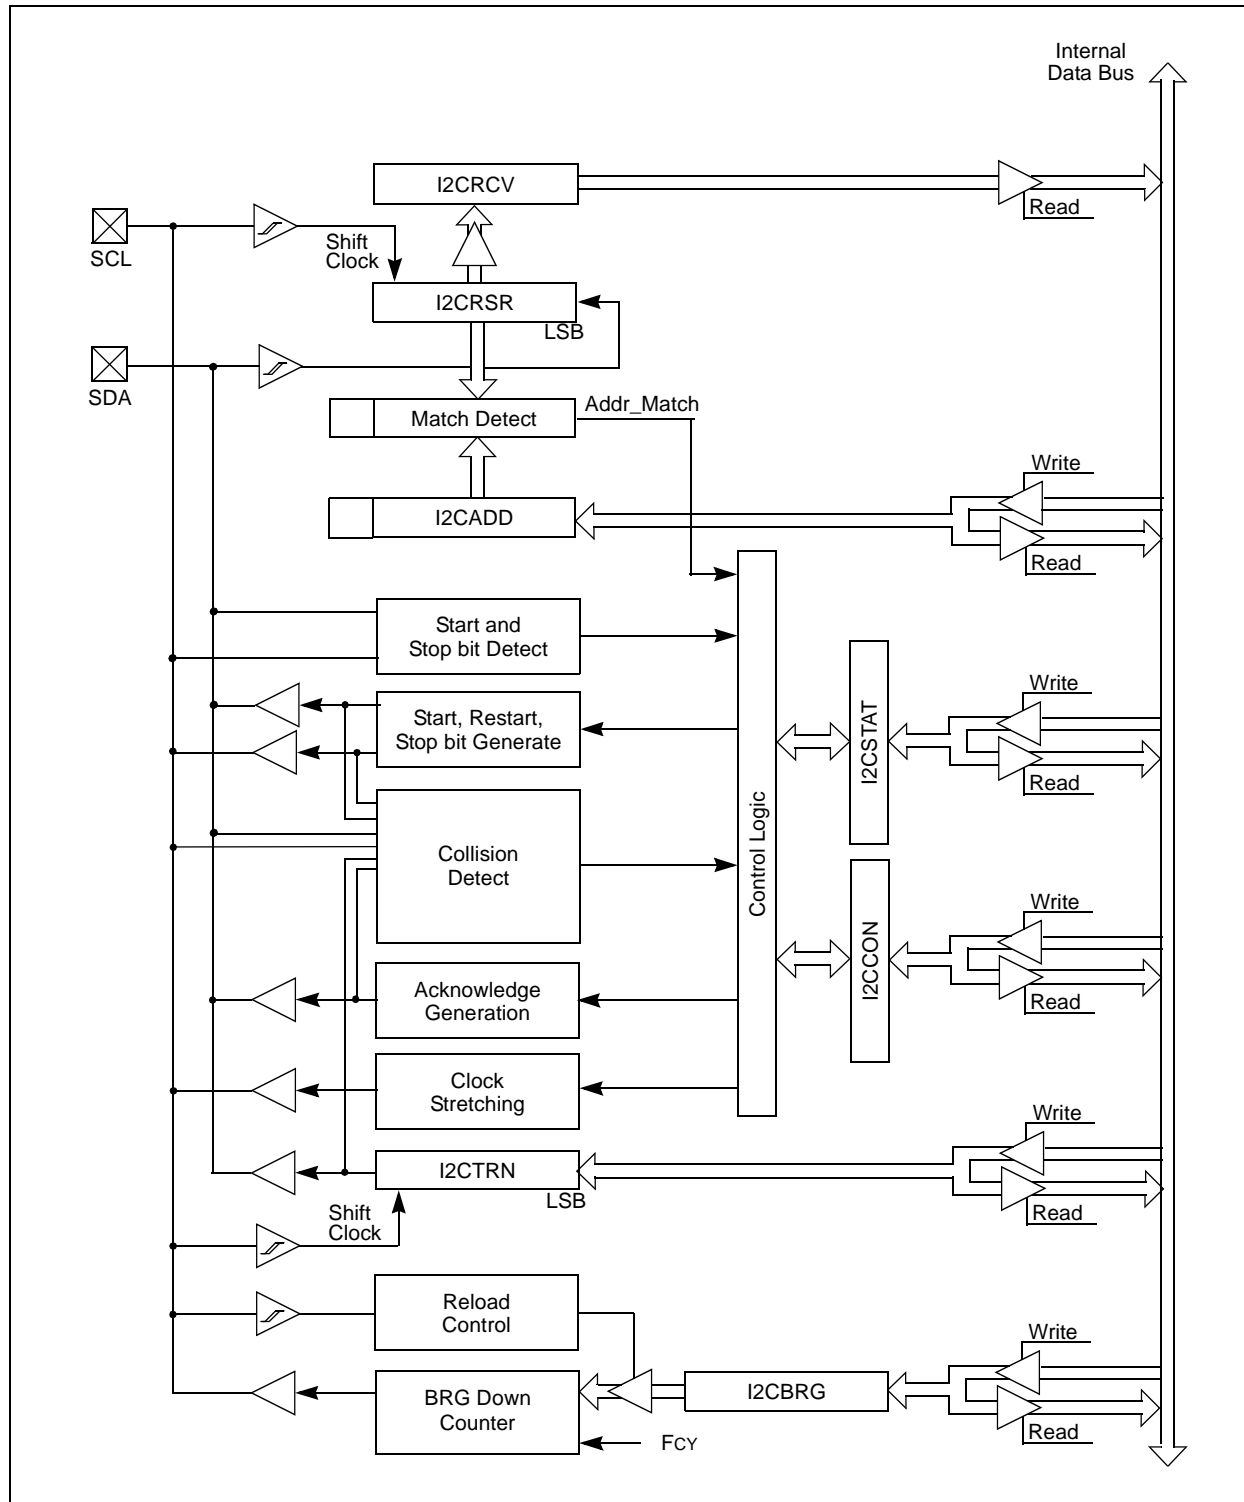 Internal
Data Bus
I2CRCV
Read
SCL
Shift
Clock
I2CRSR
LSB
SDA
Match Detect
Addr_Match
Write
I2CADD
Read
Start and
Stop bit Detect
Write
Start, Restart,
Stop bit Generate
I2CSTAT
Read
Control Logic
Collision
Detect
Write
I2CCON
Acknowledge
Generation
Read
Clock
Stretching
Write
I2CTRN
LSB
Shift
Clock
Read
Reload
Control
Write
BRG Down
Counter
I2CBRG
Read
FCY